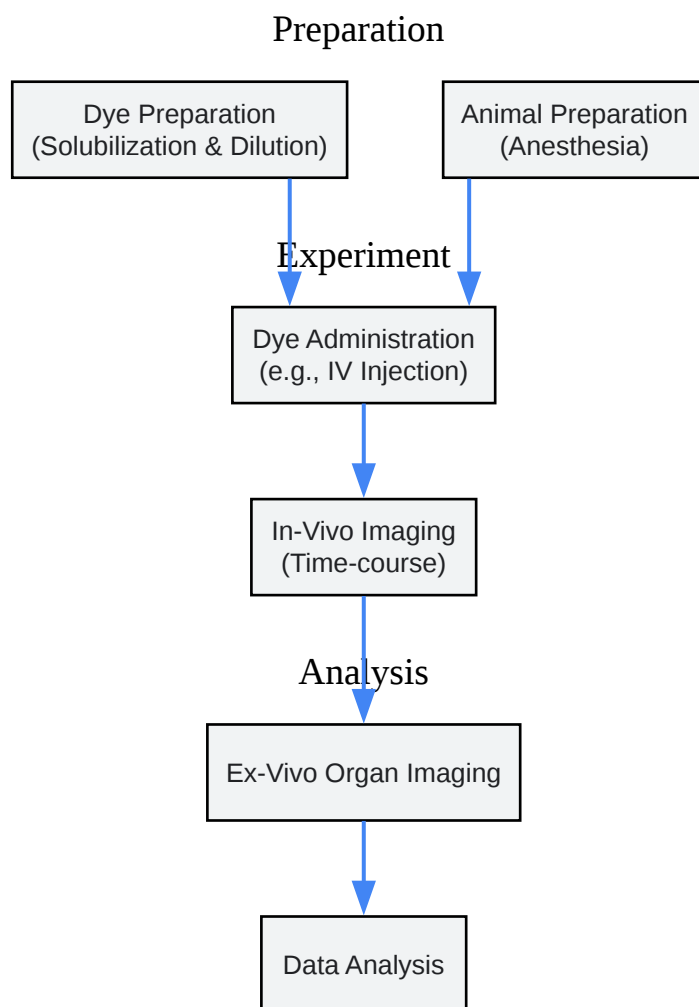 Preparation
Dye Preparation
(Solubilization & Dilution)
Animal Preparation
(Anesthesia)
Experiment
Dye Administration
(e.g., IV Injection)
In-Vivo Imaging
(Time-course)
Analysis
Ex-Vivo Organ Imaging
Data Analysis